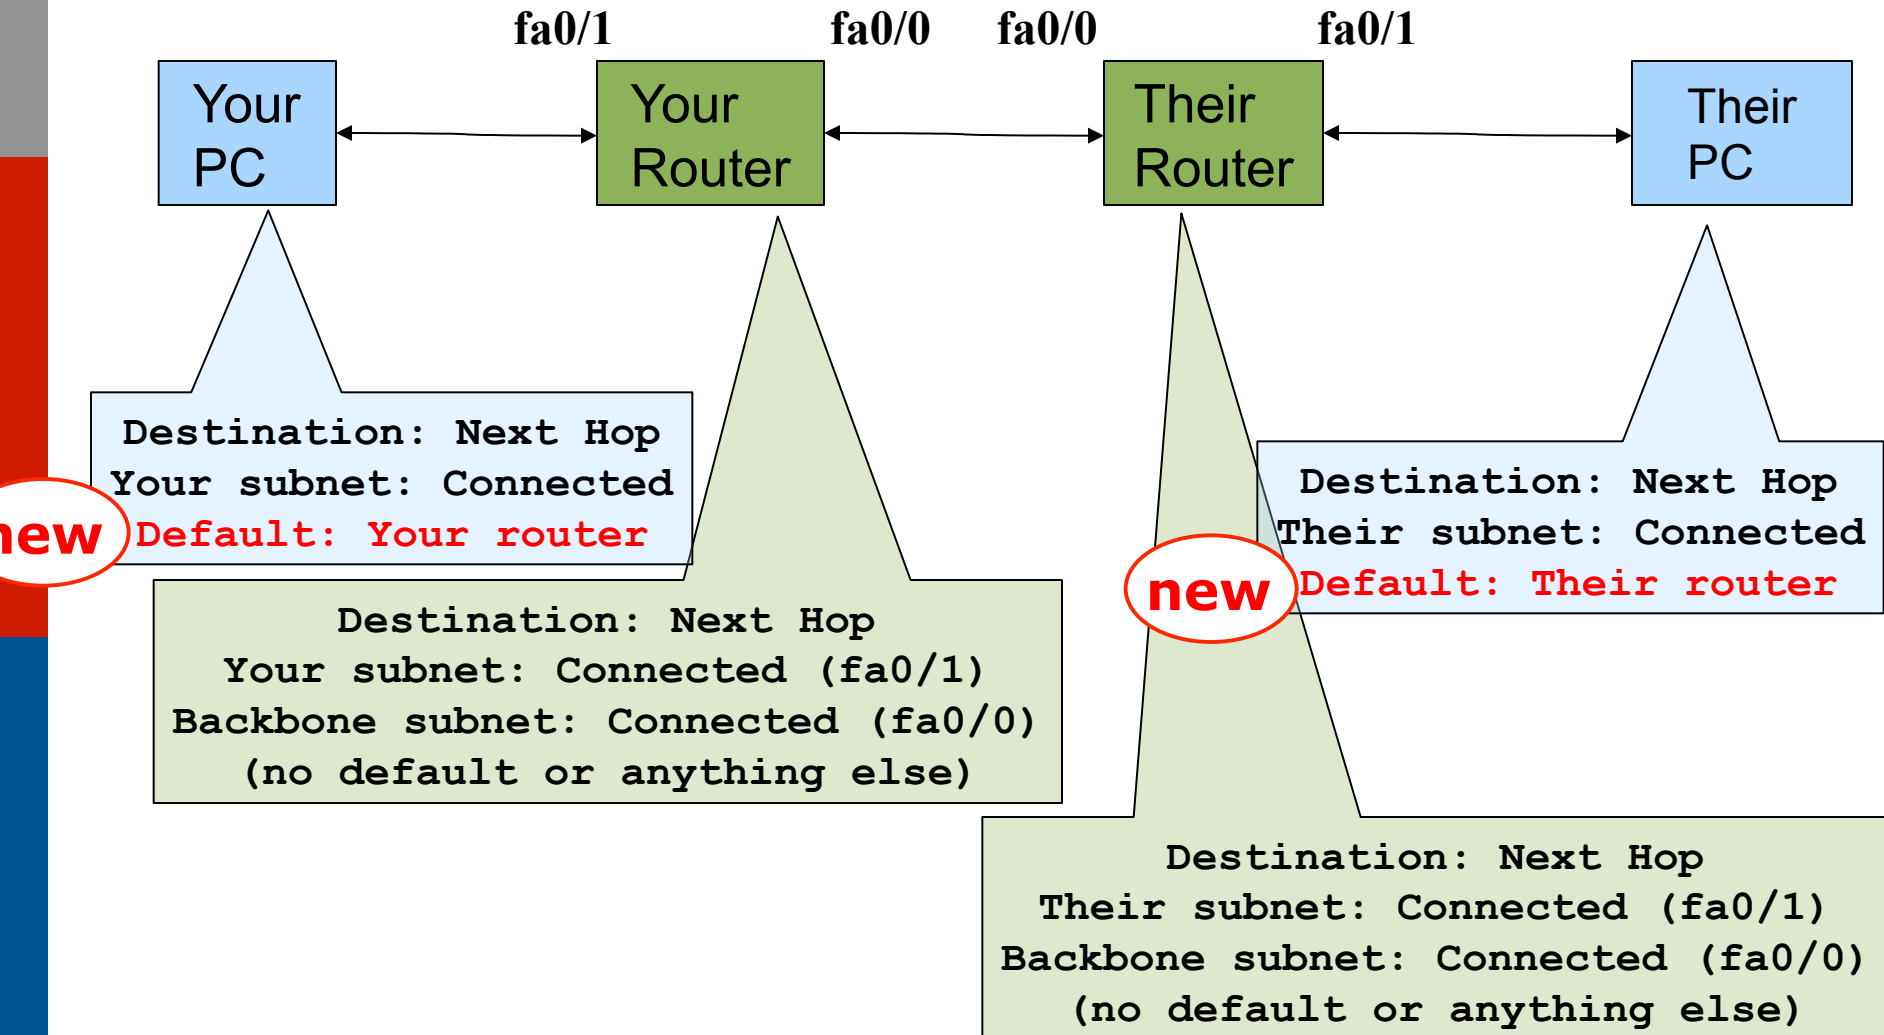 fa0/1 fa0/0 fa0/0 fa0/1
Your
PC
Your
Router
Their
Router
Their
PC
Destination: Next Hop
Your subnet: Connected
Default: Your router
new
Destination: Next Hop
Your subnet: Connected (fa0/1)
Backbone subnet: Connected (fa0/0)
(no default or anything else)
Destination: Next Hop
Their subnet: Connected
Default: Their router
new
Destination: Next Hop
Their subnet: Connected (fa0/1)
Backbone subnet: Connected (fa0/0)
(no default or anything else)